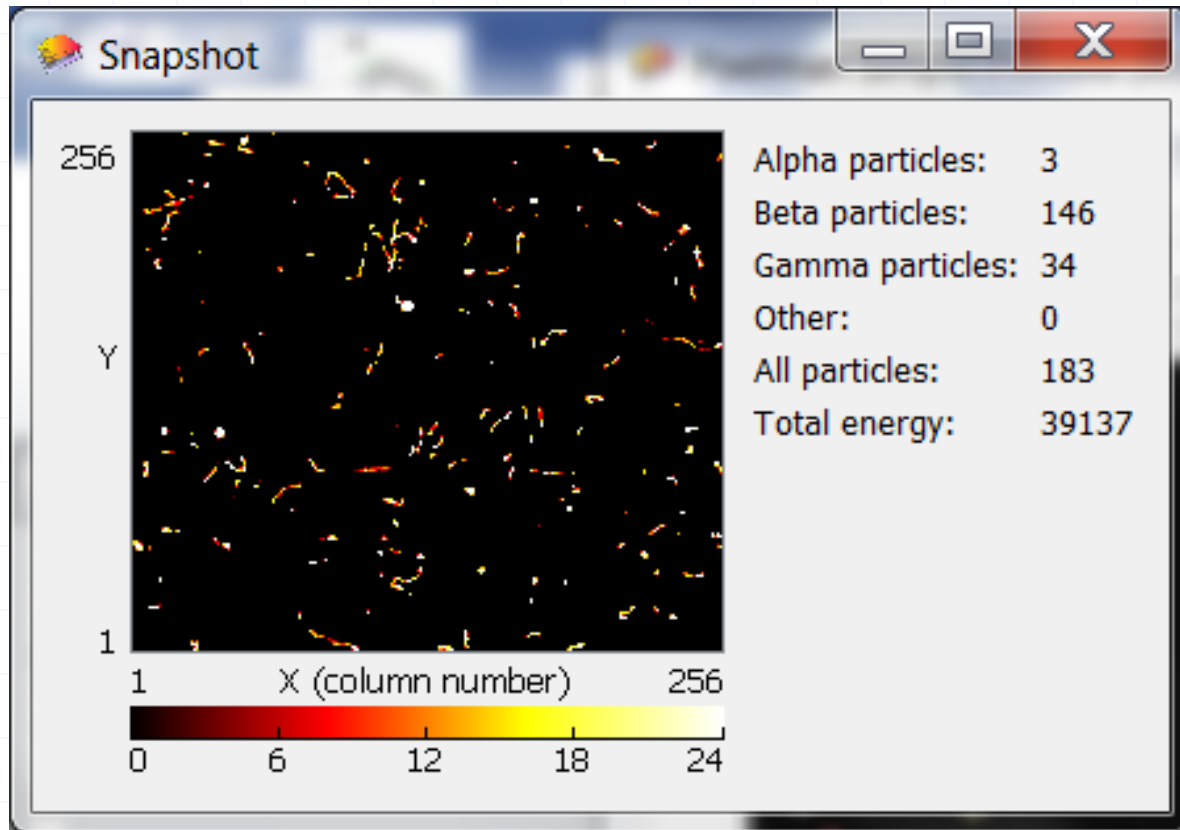 Snapshot
256
Y
1
1 X (column number) 256
0 6 12 18 24
Alpha particles: 3
Beta particles: 146
Gamma particles: 34
Other: 0
All particles: 183
Total energy: 39137